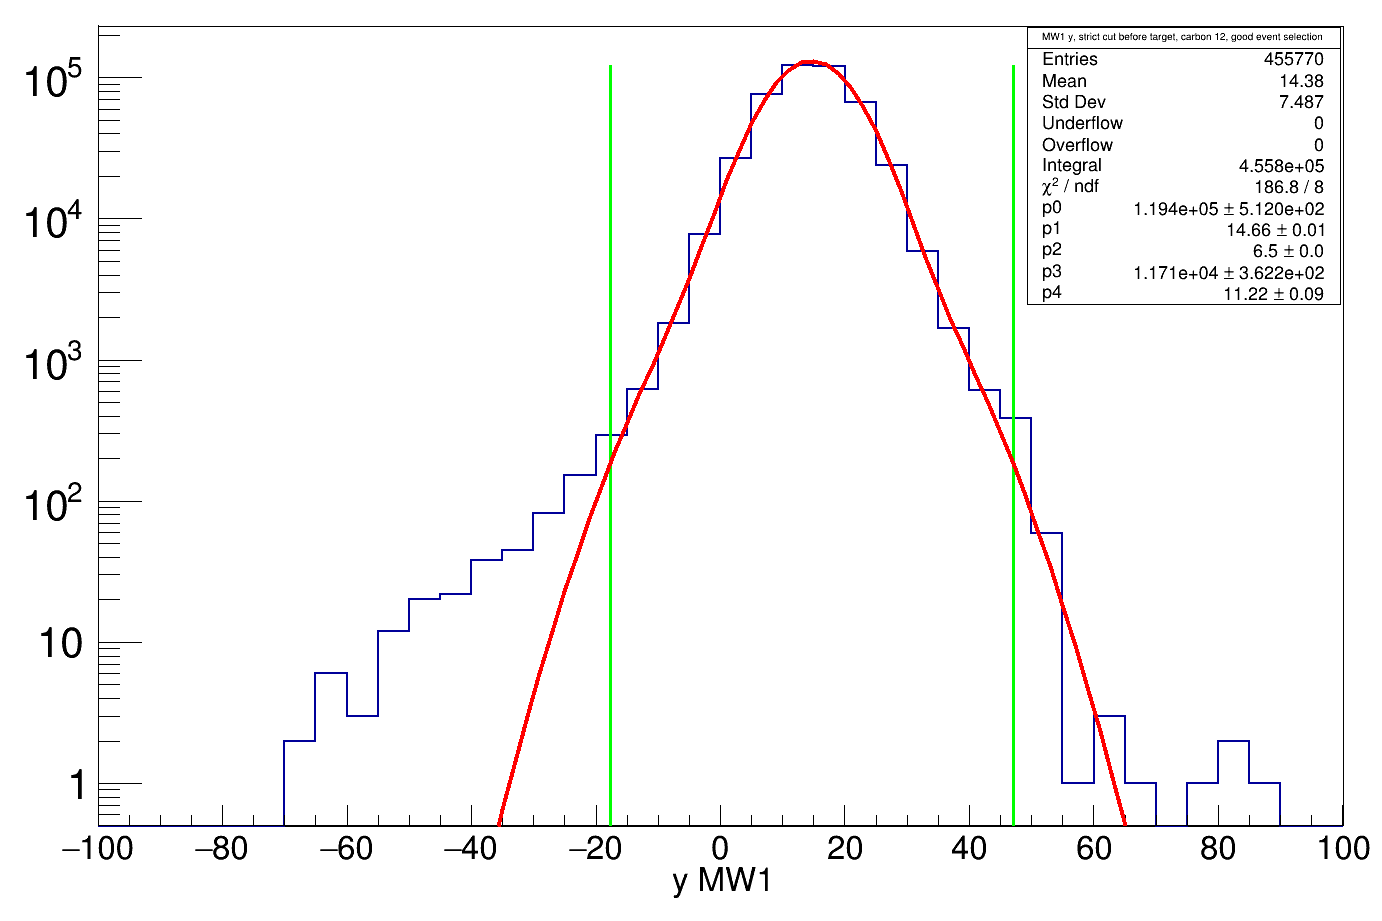 MW1 y, strict cut before target, carbon 12, good event selection
Entries 455770
Mean 14.38
Std Dev 7.487
Underflow 0
Overflow 0
Integral 4.558e+05
χ² / ndf 186.8 / 8
p0 1.194e+05 ± 5.120e+02
p1 14.66 ± 0.01
p2 6.5 ± 0.0
p3 1.171e+04 ± 3.622e+02
p4 11.22 ± 0.09
10⁵
10⁴
10³
10²
10
1
−100 −80 −60 −40 −20 0 20 40 60 80 100
y MW1